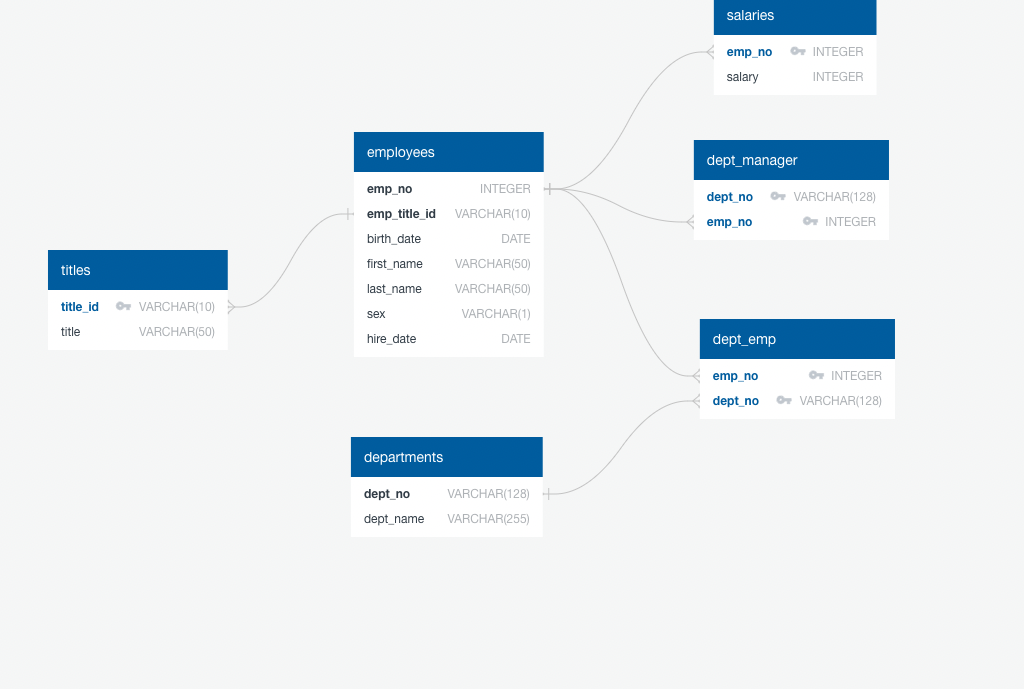 salaries
emp_no INTEGER
salary INTEGER
employees
emp_no INTEGER
emp_title_id VARCHAR(10)
birth_date DATE
first_name VARCHAR(50)
last_name VARCHAR(50)
sex VARCHAR(1)
hire_date DATE
dept_manager
dept_no VARCHAR(128)
emp_no INTEGER
titles
title_id VARCHAR(10)
title VARCHAR(50)
dept_emp
emp_no INTEGER
dept_no VARCHAR(128)
departments
dept_no VARCHAR(128)
dept_name VARCHAR(255)